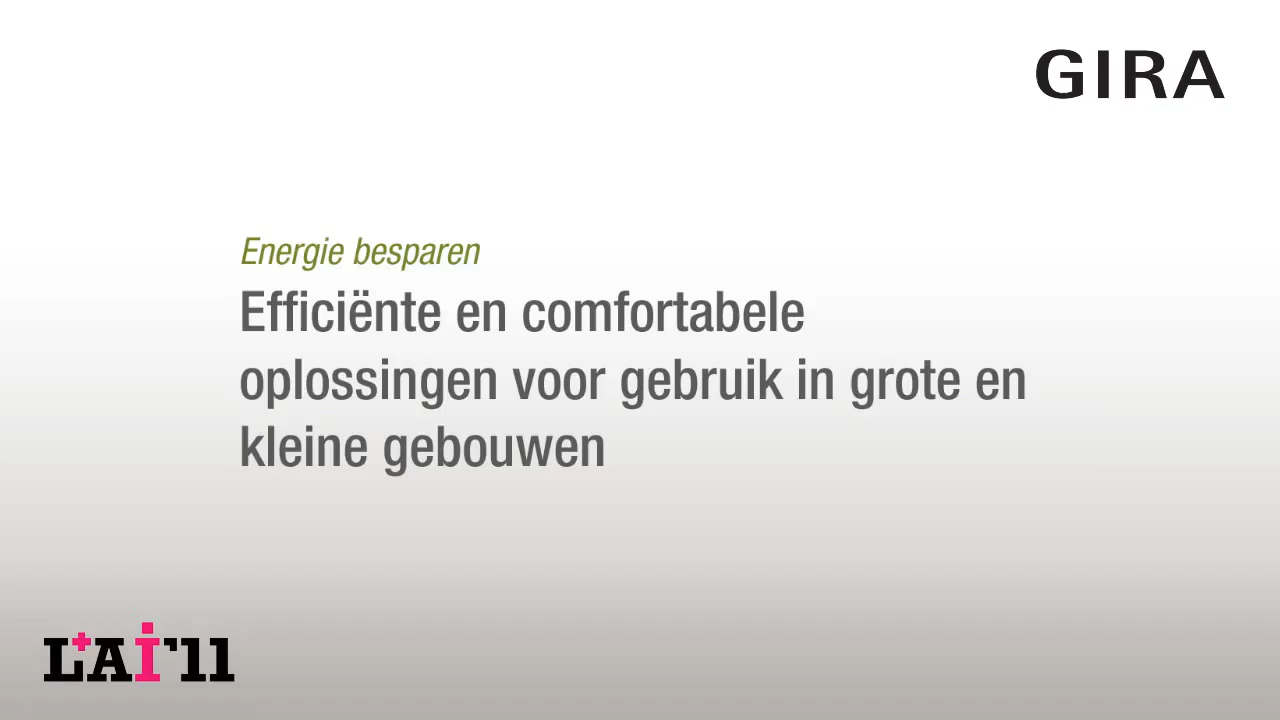 GIRA
Energie besparen
Efficiënte en comfortabele
oplossingen voor gebruik in grote en
kleine gebouwen
L+Ai'11